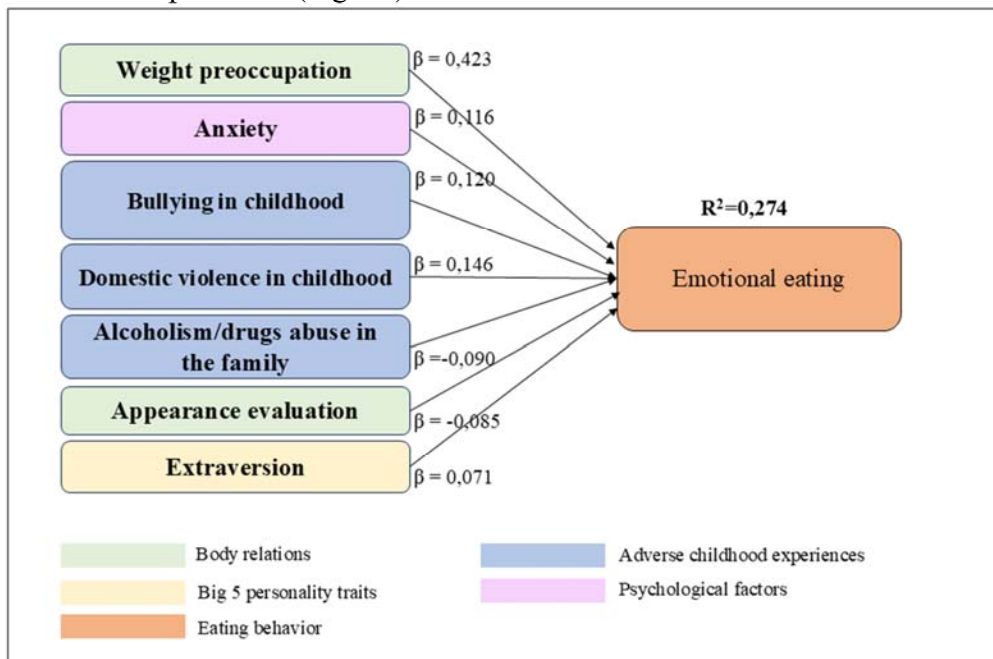 Weight preoccupation
β = 0,423
Anxiety
β = 0,116
Bullying in childhood
β = 0,120
R²=0,274
Domestic violence in childhood
β = 0,146
Emotional eating
Alcoholism/drugs abuse in
the family
β =-0,090
Appearance evaluation
β = -0,085
Extraversion
β = 0,071
Body relations
Adverse childhood experiences
Big 5 personality traits
Psychological factors
Eating behavior